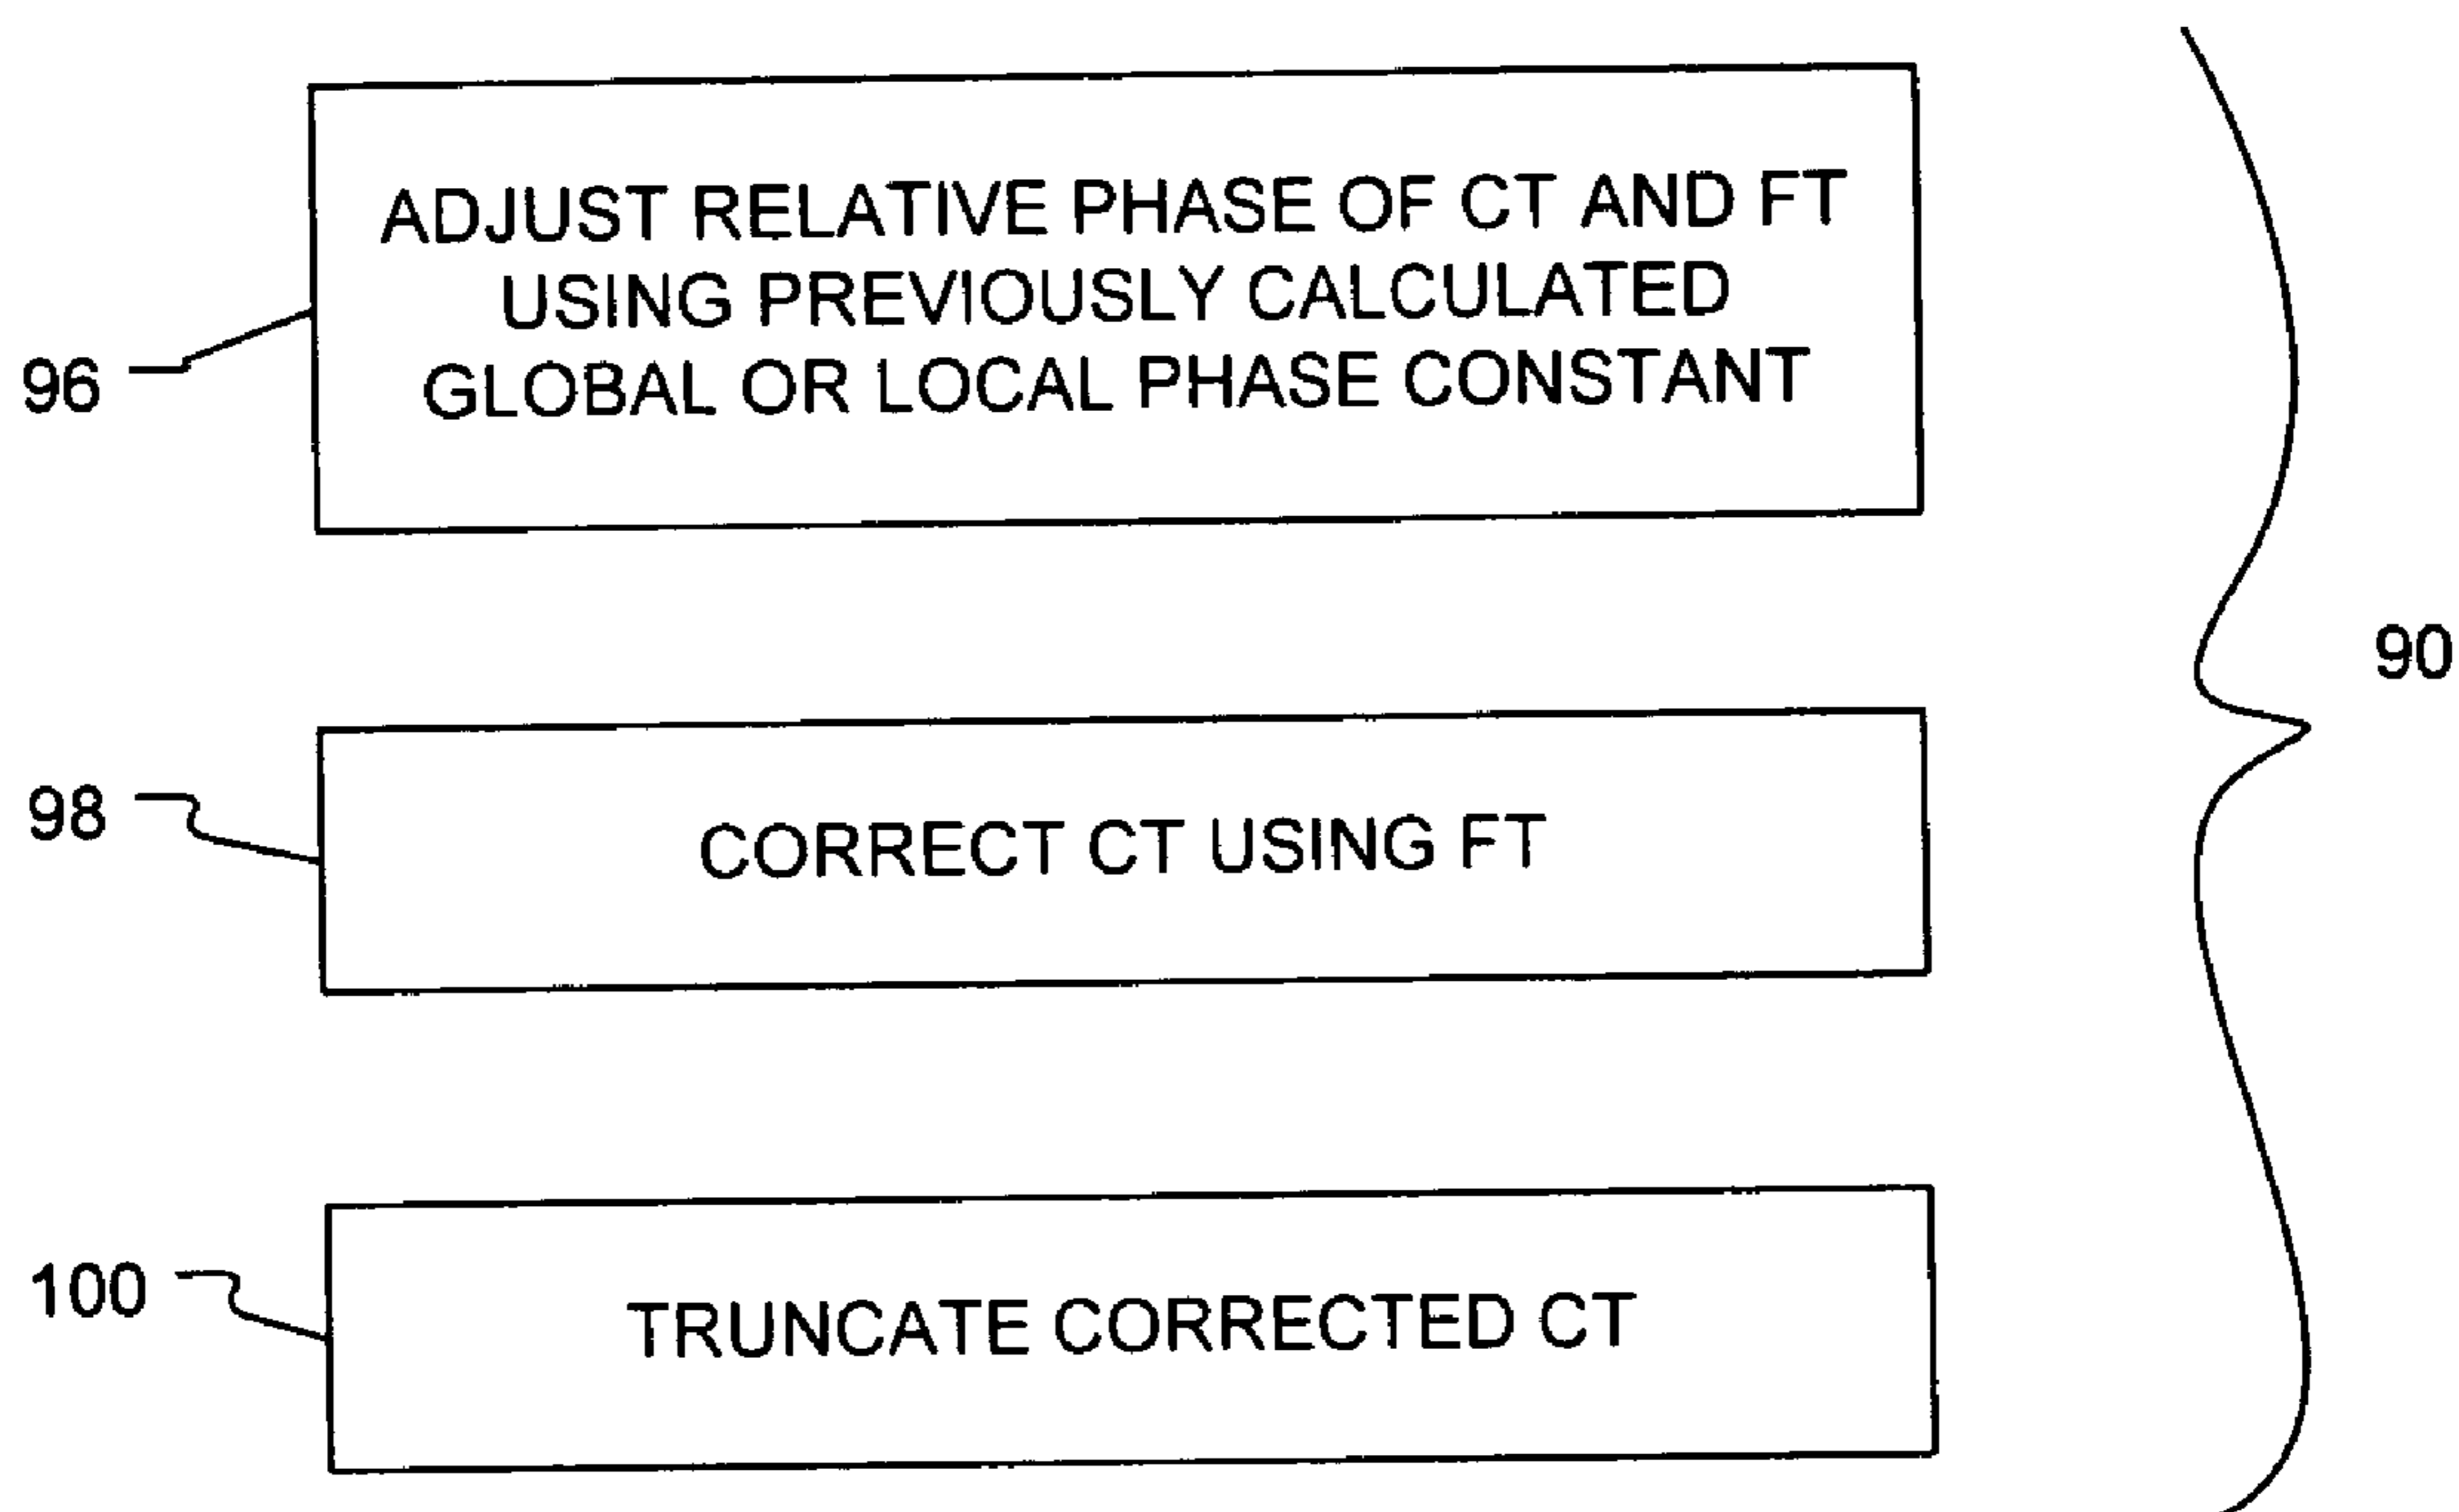 ADJUST RELATIVE PHASE OF CT AND FT
USING PREVIOUSLY CALCULATED
GLOBAL OR LOCAL PHASE CONSTANT
96
90
98
CORRECT CT USING FT
100
TRUNCATE CORRECTED CT